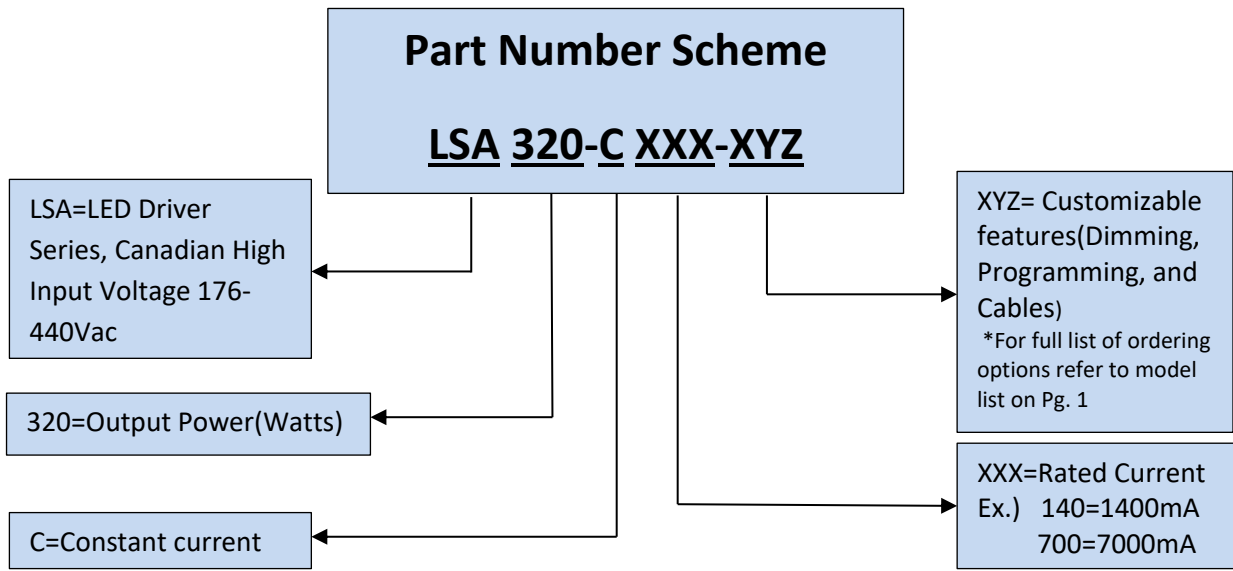 Part Number Scheme
LSA 320-C XXX-XYZ
LSA=LED Driver
Series, Canadian High
Input Voltage 176-
440Vac
320=Output Power(Watts)
C=Constant current
XYZ= Customizable
features(Dimming,
Programming, and
Cables)
*For full list of ordering
options refer to model
list on Pg. 1
XXX=Rated Current
Ex.) 140=1400mA
700=7000mA